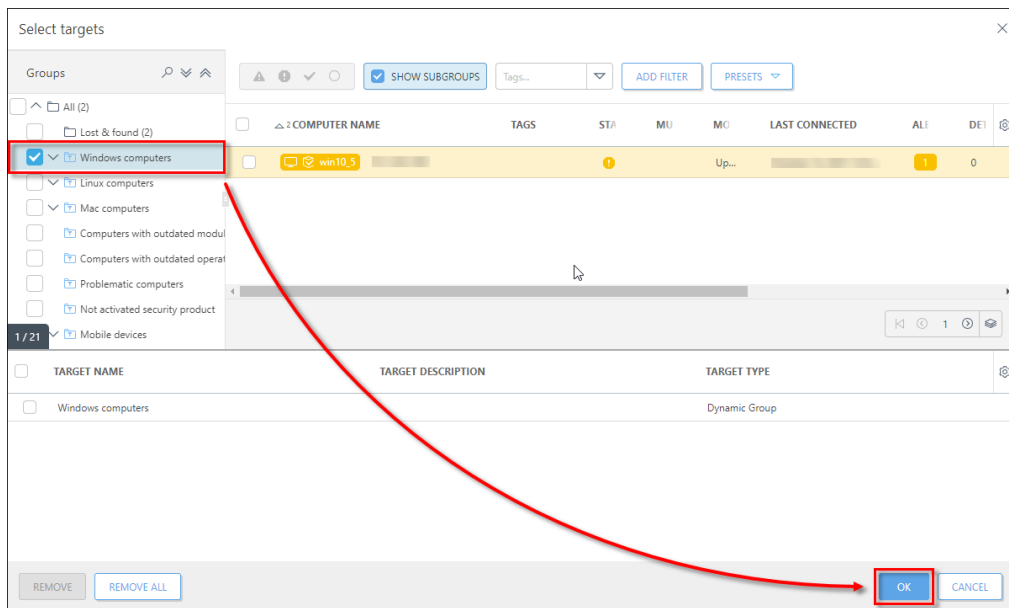 Select targets
Groups
SHOW SUBGROUPS
Tags...
ADD FILTER
PRESETS
All (2)
Lost & found (2)
Windows computers
Linux computers
Mac computers
Computers with outdated modul
Computers with outdated operat
Problematic computers
Not activated security product
1 / 21
Mobile devices
2 COMPUTER NAME TAGS STA MU MO LAST CONNECTED ALE DET
win10_5 Up... 1 0
1
TARGET NAME TARGET DESCRIPTION TARGET TYPE
Windows computers Dynamic Group
REMOVE REMOVE ALL OK CANCEL